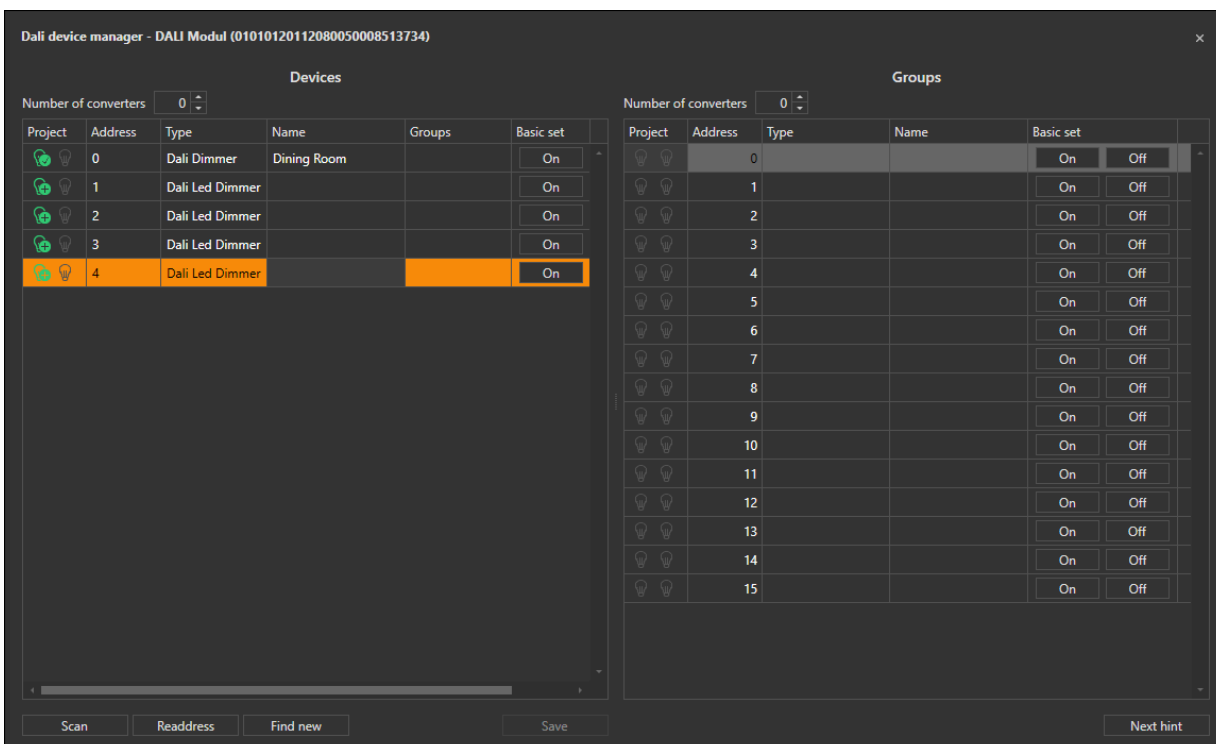 Dali device manager - DALI Modul (01010120112080050008513734)
Devices
Number of converters 0
Project Address Type Name Groups Basic set
0 Dali Dimmer Dining Room On
1 Dali Led Dimmer On
2 Dali Led Dimmer On
3 Dali Led Dimmer On
4 Dali Led Dimmer On
Scan Readdress Find new Save
Groups
Number of converters 0
Project Address Type Name Basic set
0 On Off
1 On Off
2 On Off
3 On Off
4 On Off
5 On Off
6 On Off
7 On Off
8 On Off
9 On Off
10 On Off
11 On Off
12 On Off
13 On Off
14 On Off
15 On Off
Next hint